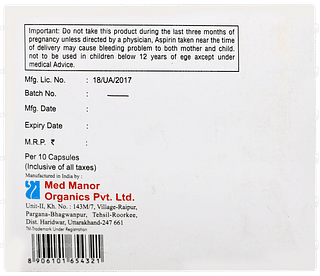 Important: Do not take this product during the last three months of
pregnancy unless directed by a physician, Aspirin taken near the time
of delivery may cause bleeding problem to both mother and child.
not to be used in children below 12 years of ege except under
medical Advice.
Mfg. Lic. No. : 18/UA/2017
Batch No. :
Mfg. Date :
Expiry Date :
M.R.P. ₹ :
Per 10 Capsules
(Inclusive of all taxes)
Manufactured in India by :
Med Manor
Organics Pvt. Ltd.
Unit-II, Kh. No. : 143M/7, Village-Raipur,
Pargana-Bhagwanpur, Tehsil-Roorkee,
Dist. Haridwar, Uttarakhand-247 661
TM-Trademark Under Registration
8 906101 654321